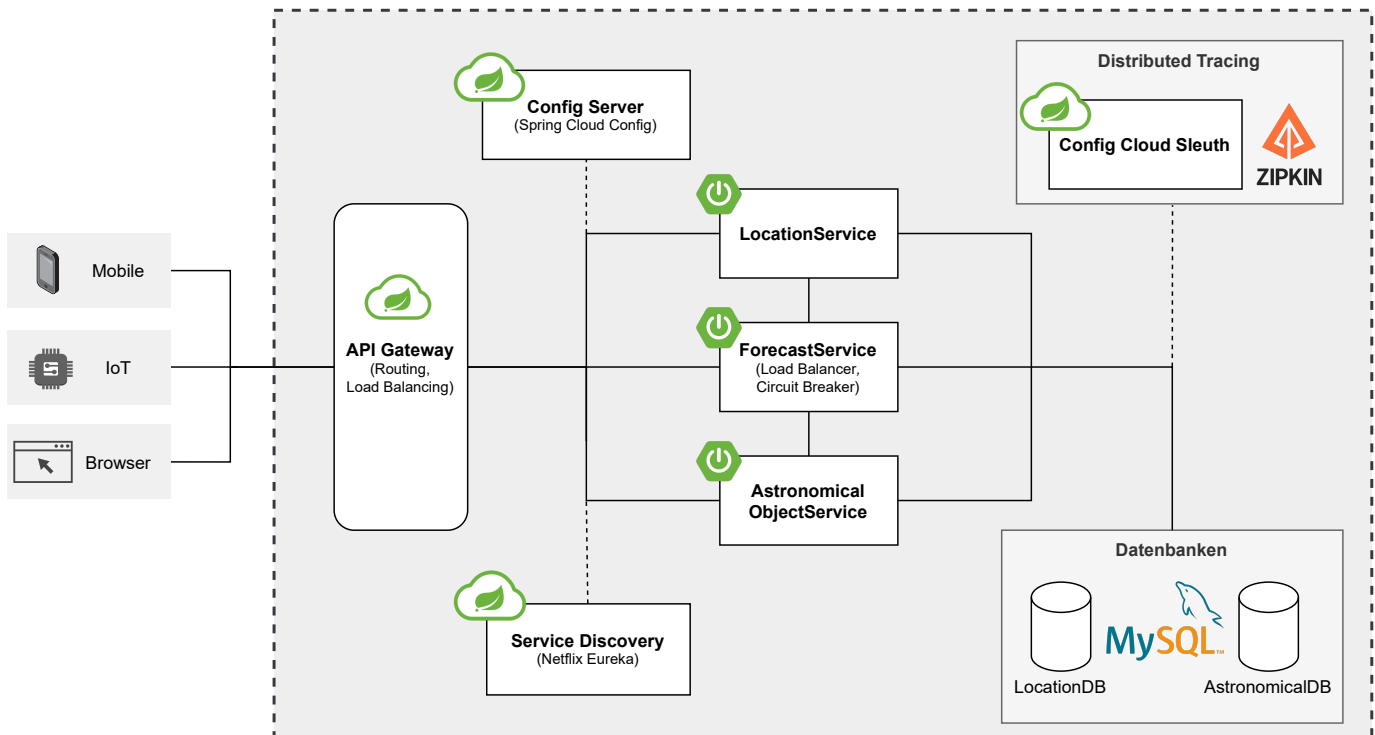 Mobile
IoT
Browser
API Gateway
(Routing,
Load Balancing)
Config Server
(Spring Cloud Config)
Service Discovery
(Netflix Eureka)
LocationService
ForecastService
(Load Balancer,
Circuit Breaker)
Astronomical
ObjectService
Distributed Tracing
Config Cloud Sleuth
ZIPKIN
Datenbanken
MySQL™
LocationDB
AstronomicalDB